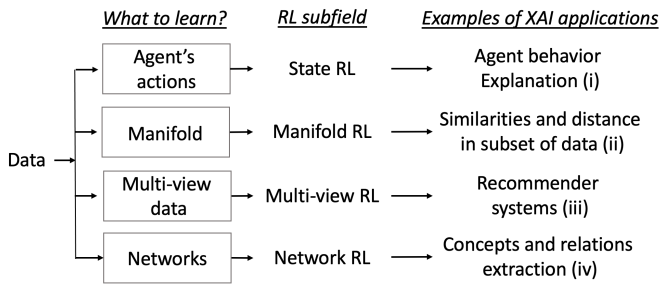 What to learn?
RL subfield
Examples of XAI applications
Data
Agent's
actions
State RL
Agent behavior
Explanation (i)
Manifold
Manifold RL
Similarities and distance
in subset of data (ii)
Multi-view
data
Multi-view RL
Recommender
systems (iii)
Networks
Network RL
Concepts and relations
extraction (iv)